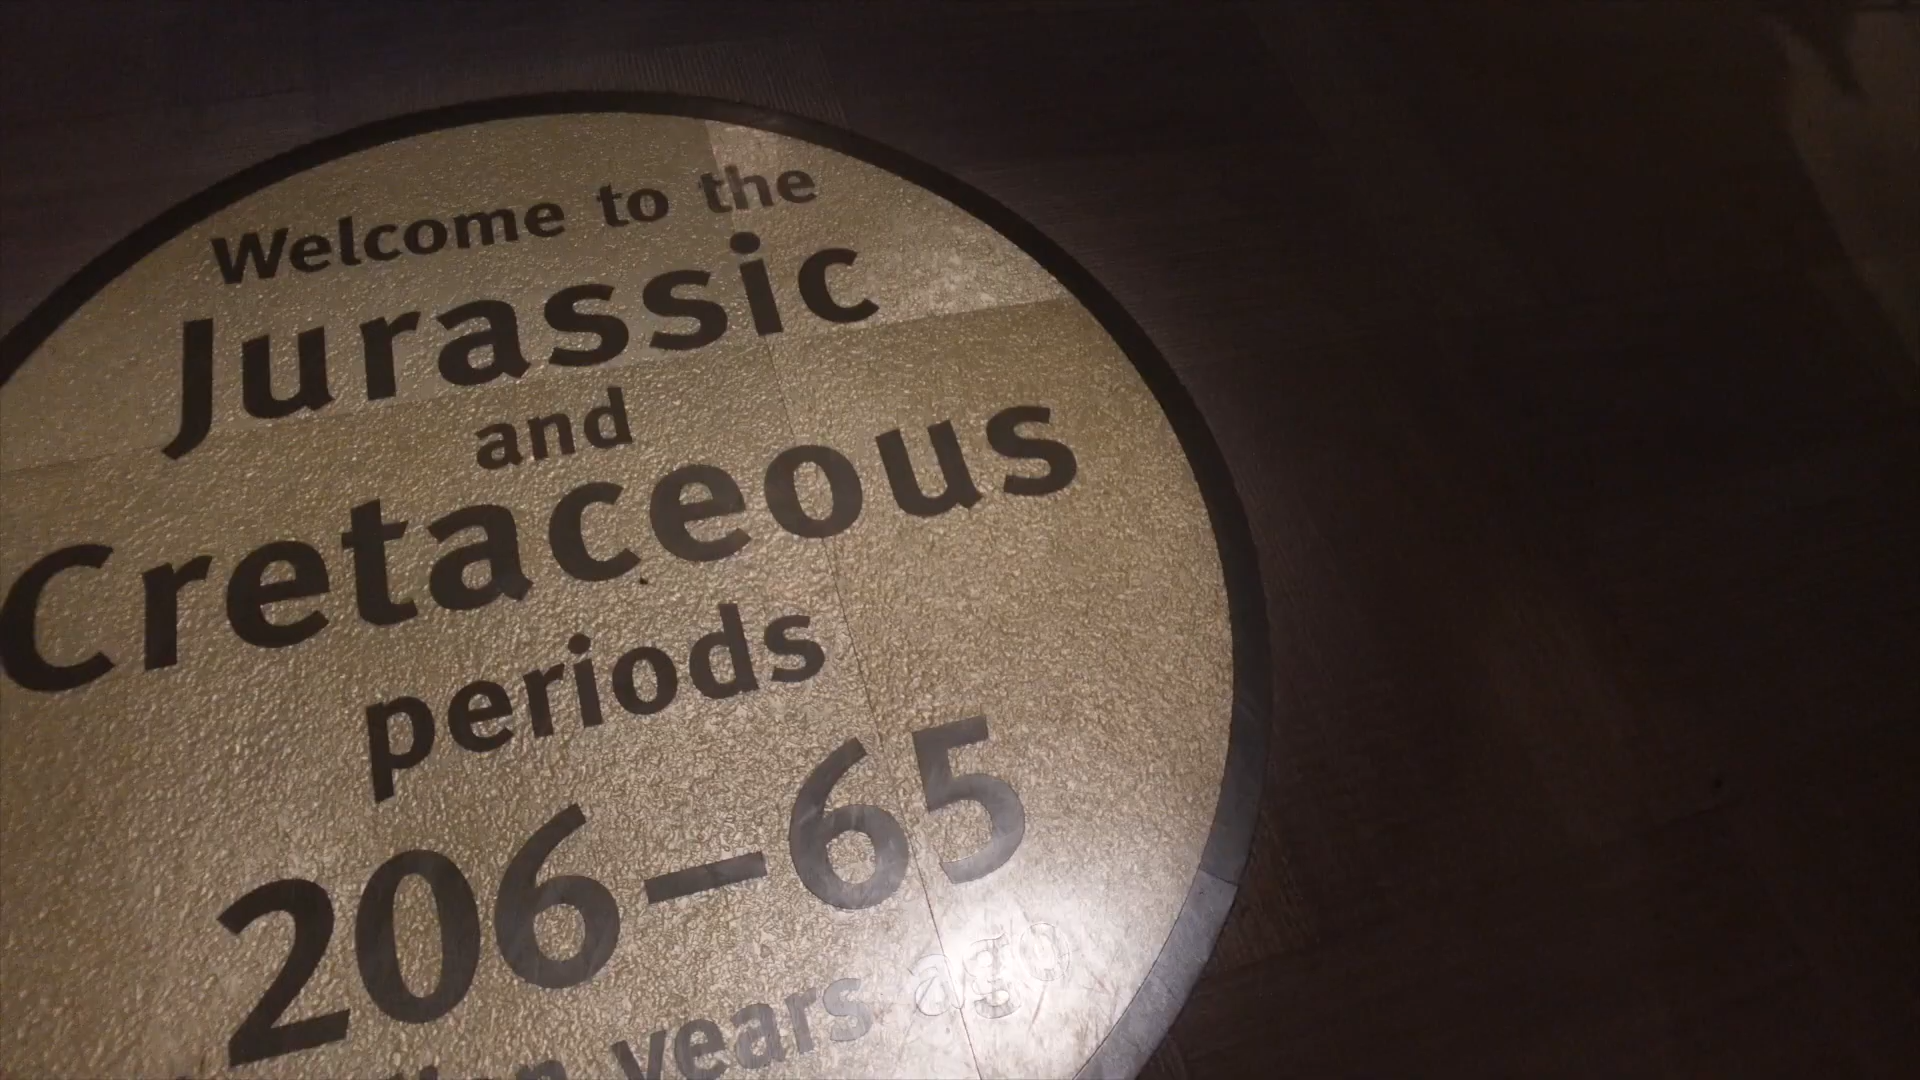 Welcome to the
Jurassic
and
Cretaceous
periods
206–65
years ago